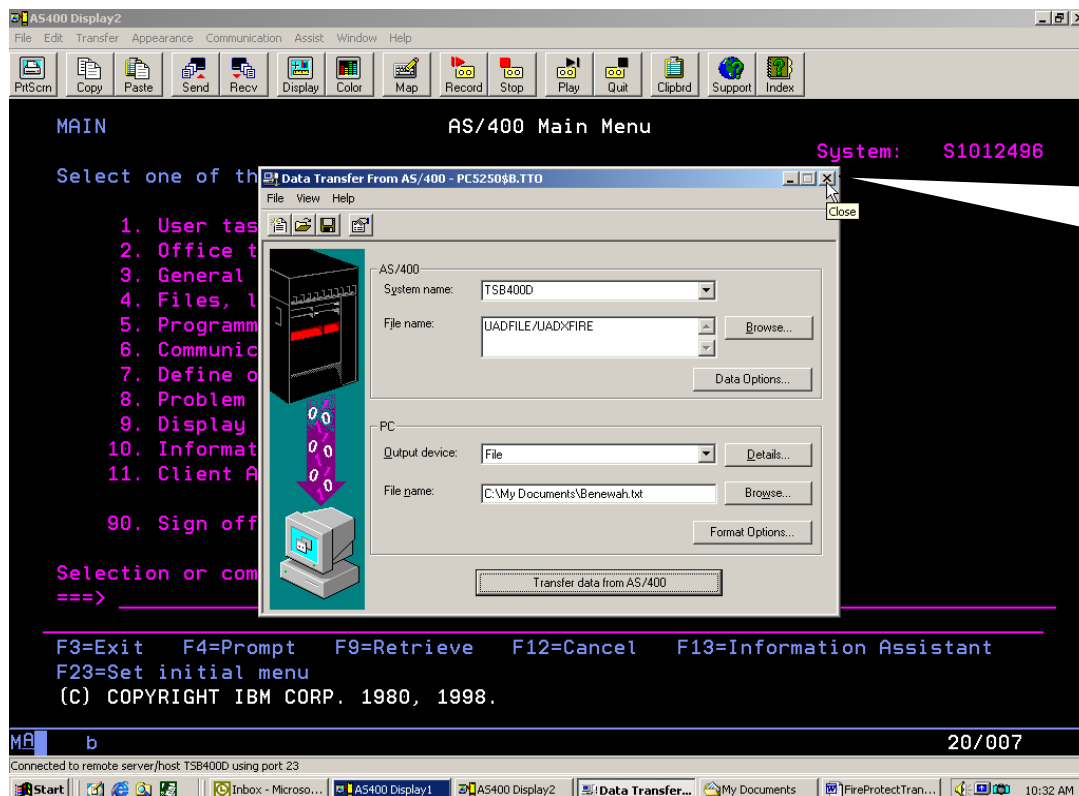 AS400 Display2
File Edit Transfer Appearance Communication Assist Window Help
PrtScrn Copy Paste Send Recv Display Color Map Record Stop Play Quit Clipbrd Support Index
MAIN AS/400 Main Menu
System: S1012496
Select one of th
Data Transfer From AS/400 - PC5250$B.TTO
File View Help
Close
1. User tas
2. Office t
3. General
4. Files, l
5. Programm
6. Communic
7. Define o
8. Problem
9. Display
10. Informat
11. Client A
90. Sign off
Selection or com
===>
AS/400
System name: TSB400D
File name: UADFILE/UADXFIRE Browse...
Data Options...
PC
Output device: File Details...
File name: C:\My Documents\Benewah.txt Browse...
Format Options...
Transfer data from AS/400
F3=Exit F4=Prompt F9=Retrieve F12=Cancel F13=Information Assistant
F23=Set initial menu
(C) COPYRIGHT IBM CORP. 1980, 1998.
MA b 20/007
Connected to remote server/host TSB400D using port 23
Start Inbox - Microso... AS400 Display1 AS400 Display2 Data Transfer... My Documents FireProtectTran... 10:32 AM